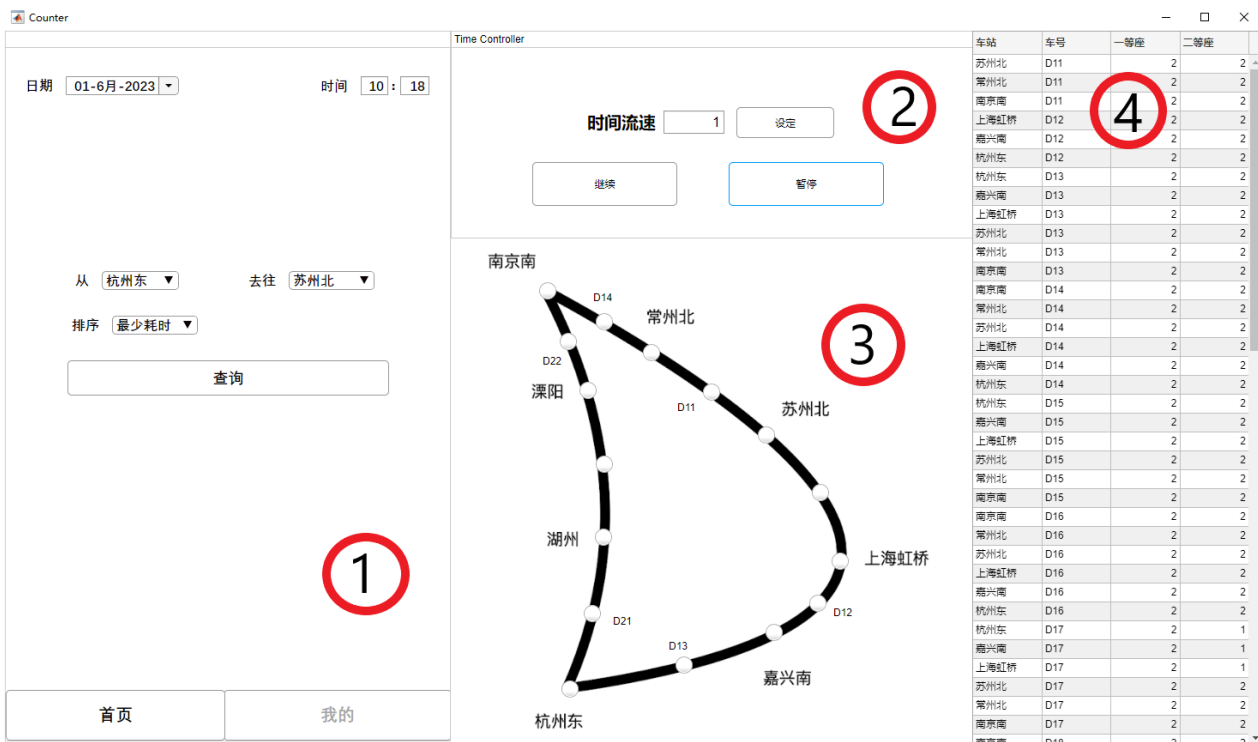 Counter
日期 01-6月-2023 时间 10 : 18
从 杭州东 去往 苏州北
排序 最少耗时
查询
1
首页 我的
Time Controller
时间流速 1 设定
继续 暂停
2
南京南
D14
常州北
D22
溧阳
D11
苏州北
3
湖州
上海虹桥
D21
D12
D13
嘉兴南
杭州东
4
车站 车号 一等座 二等座
苏州北 D11 2 2
常州北 D11 2 2
南京南 D11 2 2
上海虹桥 D12 2 2
嘉兴南 D12 2 2
杭州东 D12 2 2
杭州东 D13 2 2
嘉兴南 D13 2 2
上海虹桥 D13 2 2
苏州北 D13 2 2
常州北 D13 2 2
南京南 D13 2 2
南京南 D14 2 2
常州北 D14 2 2
苏州北 D14 2 2
上海虹桥 D14 2 2
嘉兴南 D14 2 2
杭州东 D14 2 2
杭州东 D15 2 2
嘉兴南 D15 2 2
上海虹桥 D15 2 2
苏州北 D15 2 2
常州北 D15 2 2
南京南 D15 2 2
南京南 D16 2 2
常州北 D16 2 2
苏州北 D16 2 2
上海虹桥 D16 2 2
嘉兴南 D16 2 2
杭州东 D16 2 2
杭州东 D17 2 1
嘉兴南 D17 2 1
上海虹桥 D17 2 1
苏州北 D17 2 2
常州北 D17 2 2
南京南 D17 2 2